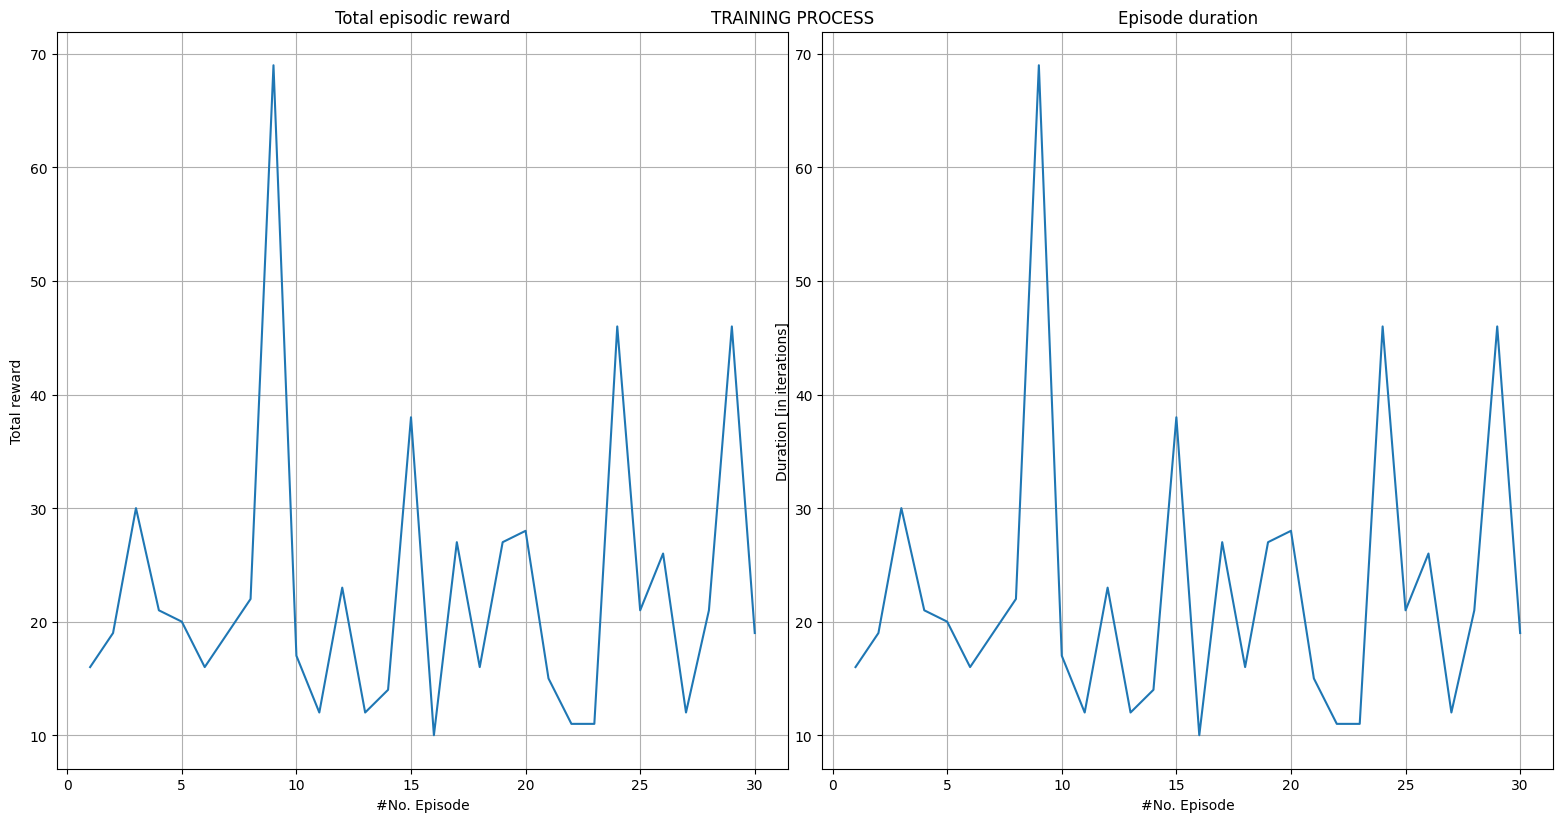 TRAINING PROCESS
Total episodic reward
Total reward
70
60
50
40
30
20
10
0 5 10 15 20 25 30
#No. Episode
Episode duration
Duration [in iterations]
70
60
50
40
30
20
10
0 5 10 15 20 25 30
#No. Episode